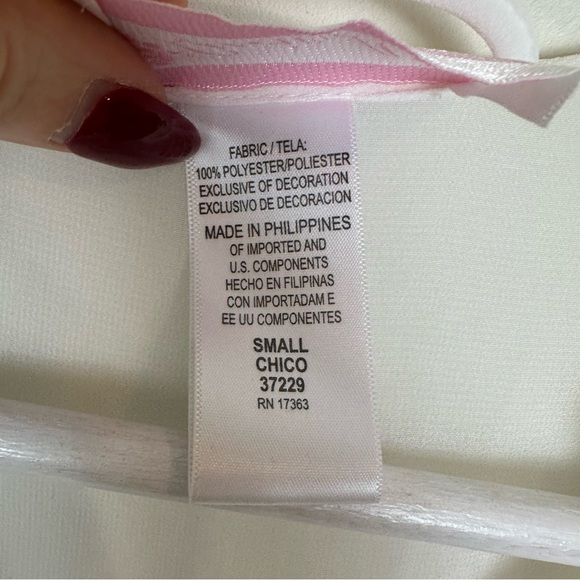 FABRIC / TELA:
100% POLYESTER/POLIESTER
EXCLUSIVE OF DECORATION
EXCLUSIVO DE DECORACION
MADE IN PHILIPPINES
OF IMPORTED AND
U.S. COMPONENTS
HECHO EN FILIPINAS
CON IMPORTADAM E
EE UU COMPONENTES
SMALL
CHICO
37229
RN 17363